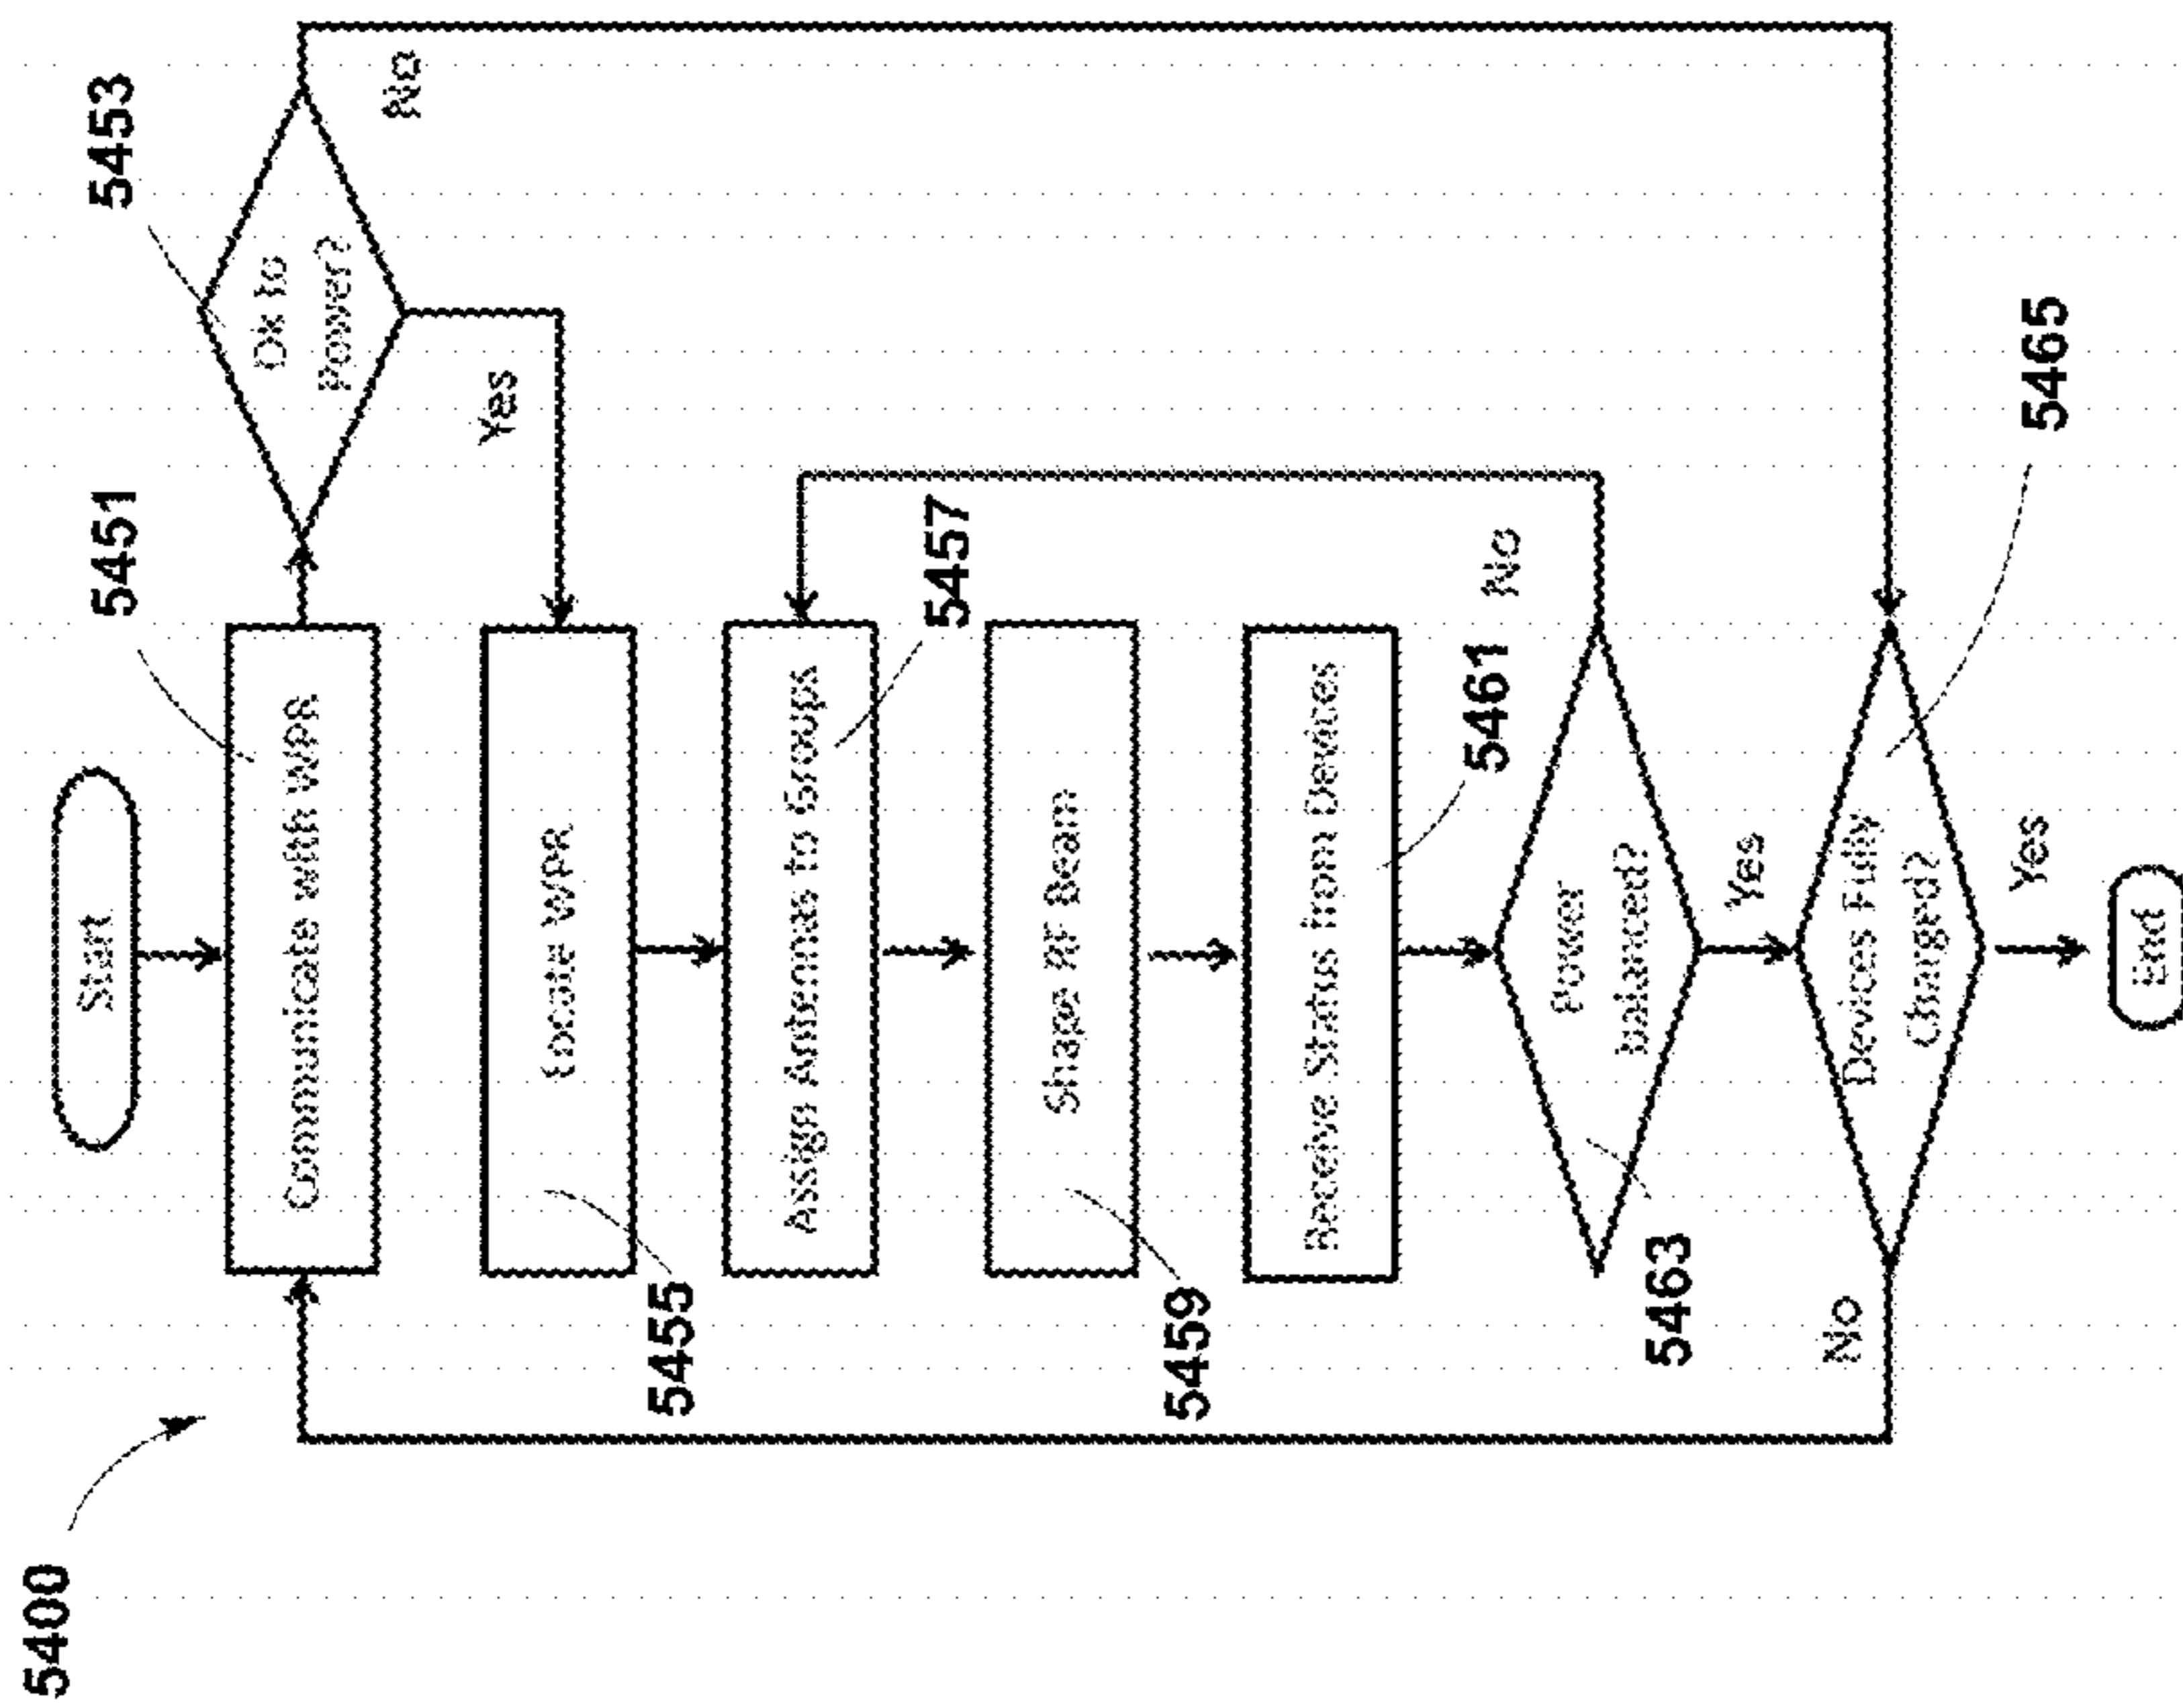 5400
Start
5451
Communicate with WPR
5453
Ok to
power?
No
Yes
Locate WPR
5455
Assign Antennas to Groups
5457
Shape RF Beam
5459
Receive Status from Devices
5461
No
Power
balanced?
5463
Yes
Devices Fully
Charged?
5465
No
Yes
End